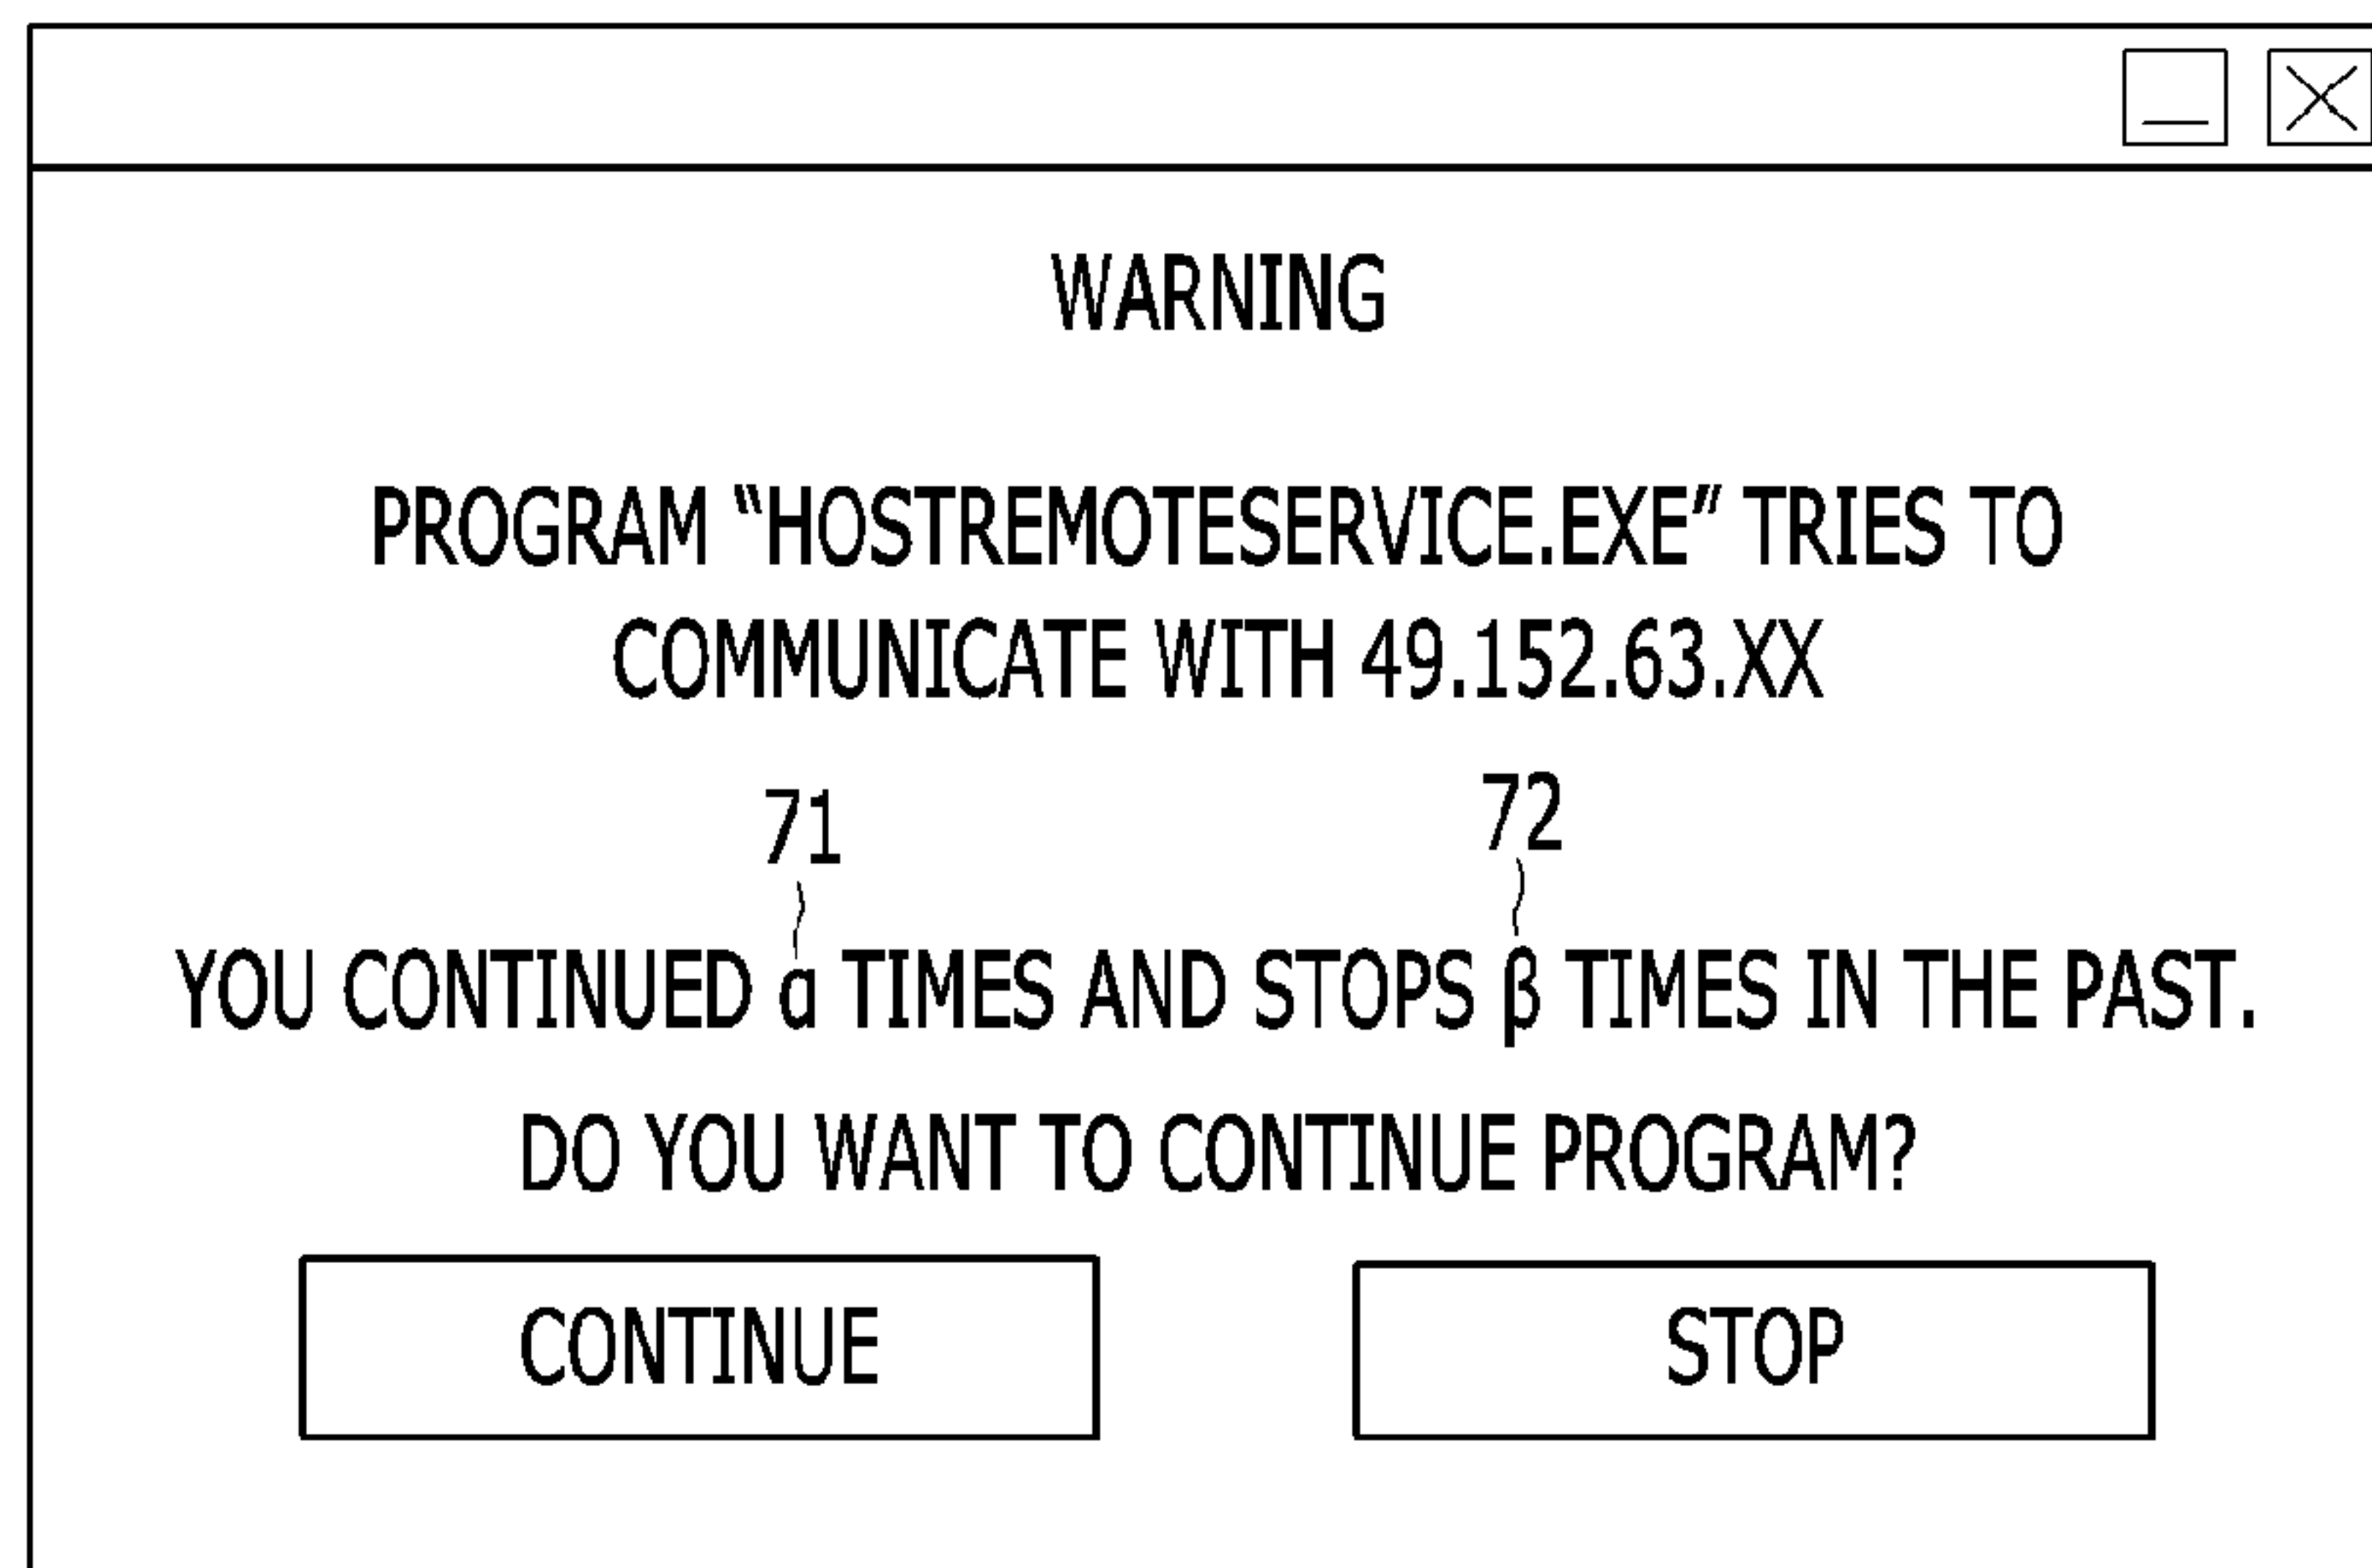 WARNING
PROGRAM “HOSTREMOTESERVICE.EXE” TRIES TO
COMMUNICATE WITH 49.152.63.XX
71 72
YOU CONTINUED α TIMES AND STOPS β TIMES IN THE PAST.
DO YOU WANT TO CONTINUE PROGRAM?
CONTINUE STOP